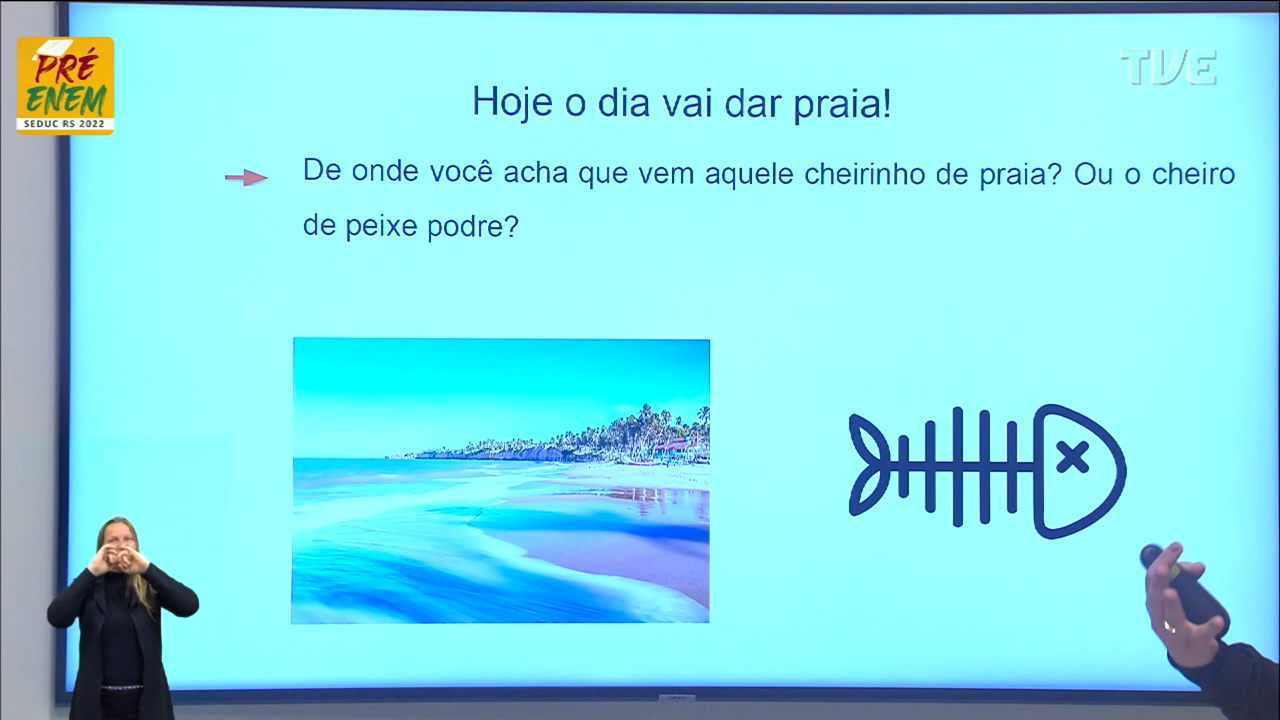 PRÉ
ENEM
SEDUC RS 2022
TVE
Hoje o dia vai dar praia!
De onde você acha que vem aquele cheirinho de praia? Ou o cheiro
de peixe podre?